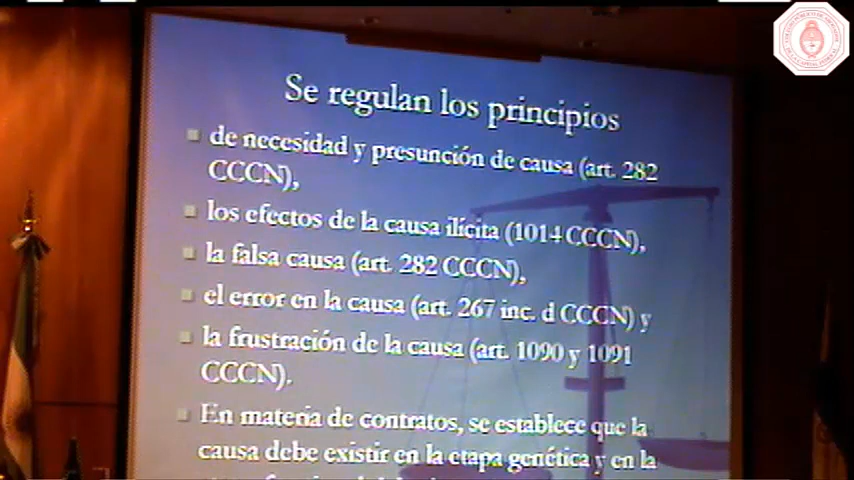 Se regulan los principios
de necesidad y presunción de causa (art. 282
CCCN),
los efectos de la causa ilícita (1014 CCCN),
la falsa causa (art. 282 CCCN),
el error en la causa (art. 267 inc. d CCCN) y
la frustración de la causa (art. 1090 y 1091
CCCN).
En materia de contratos, se establece que la
causa debe existir en la etapa genética y en la